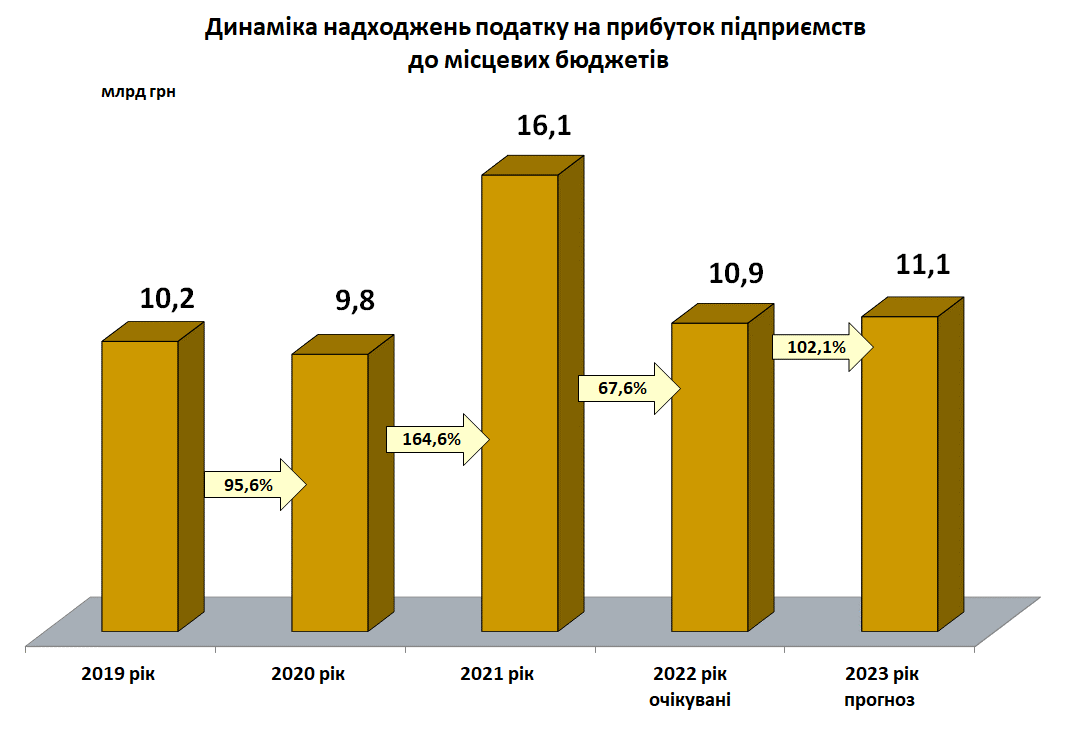 Динаміка надходжень податку на прибуток підприємств
до місцевих бюджетів
млрд грн
16,1
11,1
10,9
10,2
9,8
102,1%
67,6%
164,6%
95,6%
2019 рік
2020 рік
2021 рік
2022 рік
очікувані
2023 рік
прогноз